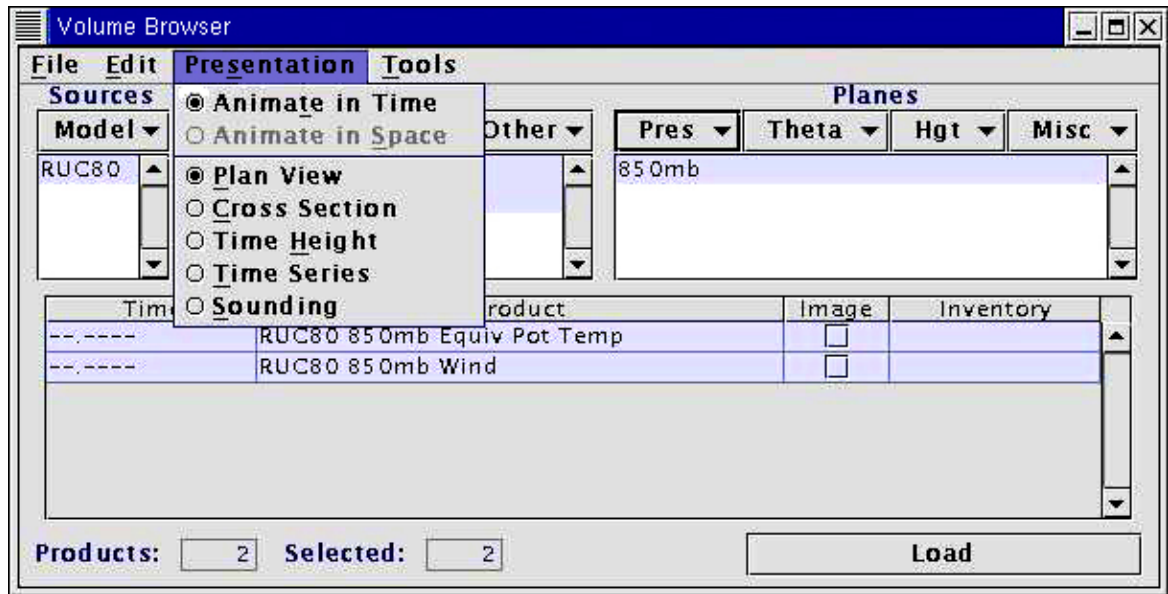 Volume Browser
File Edit Presentation Tools
Sources Planes
Model Other Pres Theta Hgt Misc
Animate in Time
Animate in Space
Plan View
Cross Section
Time Height
Time Series
Sounding
RUC80 850mb
Image Inventory
--.---- RUC80 850mb Equiv Pot Temp
--.---- RUC80 850mb Wind
Products: 2 Selected: 2 Load